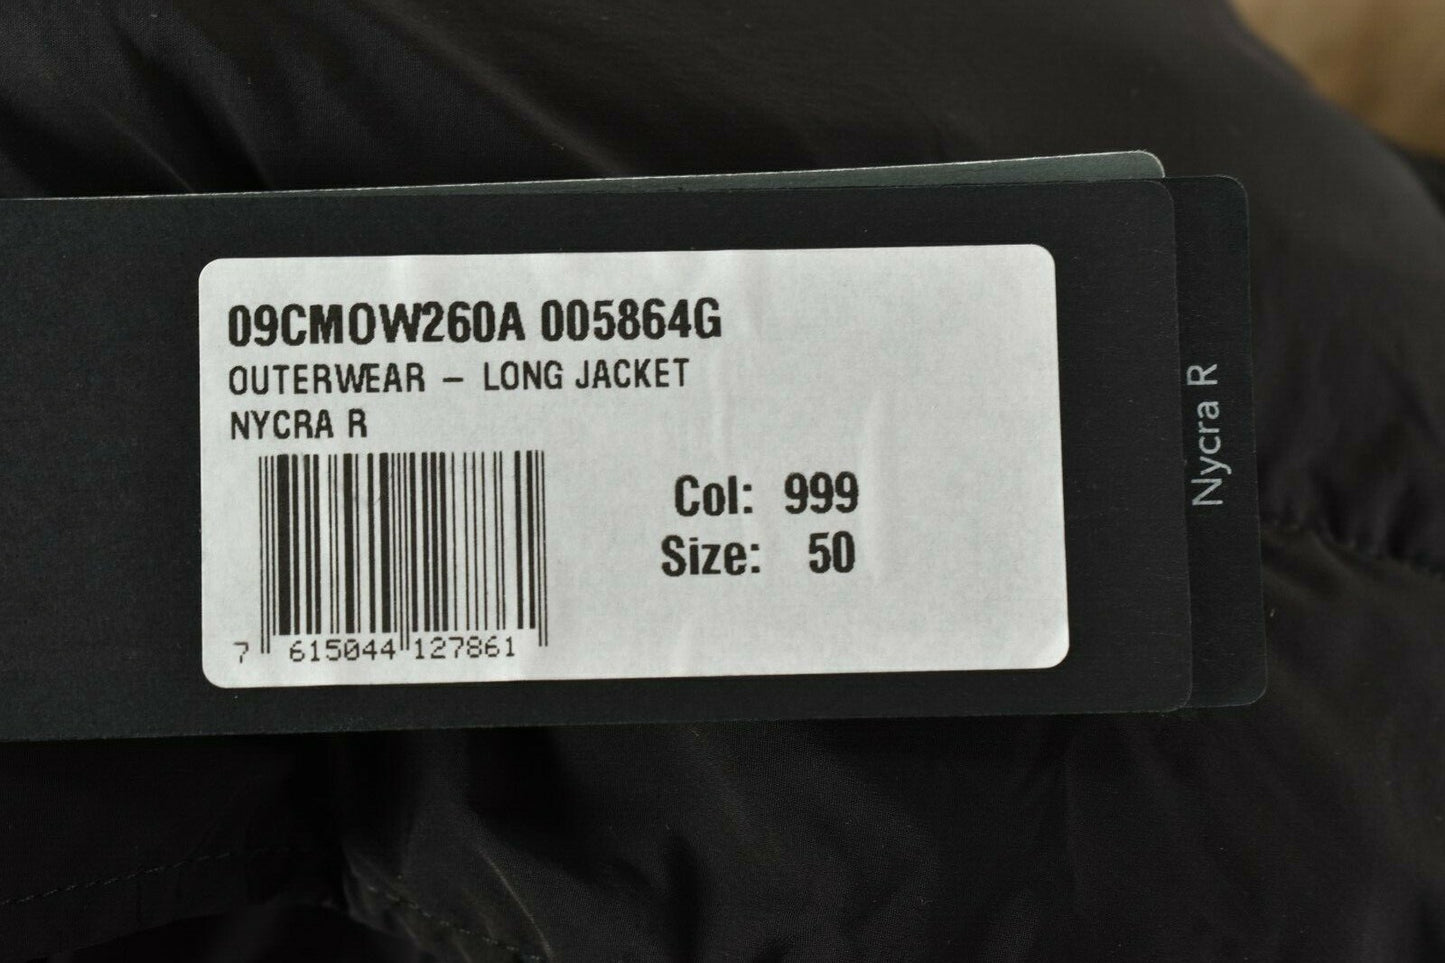 09CMOW260A 005864G
OUTERWEAR – LONG JACKET
NYCRA R
Col: 999
Size: 50
7 615044 127861
Nycra R